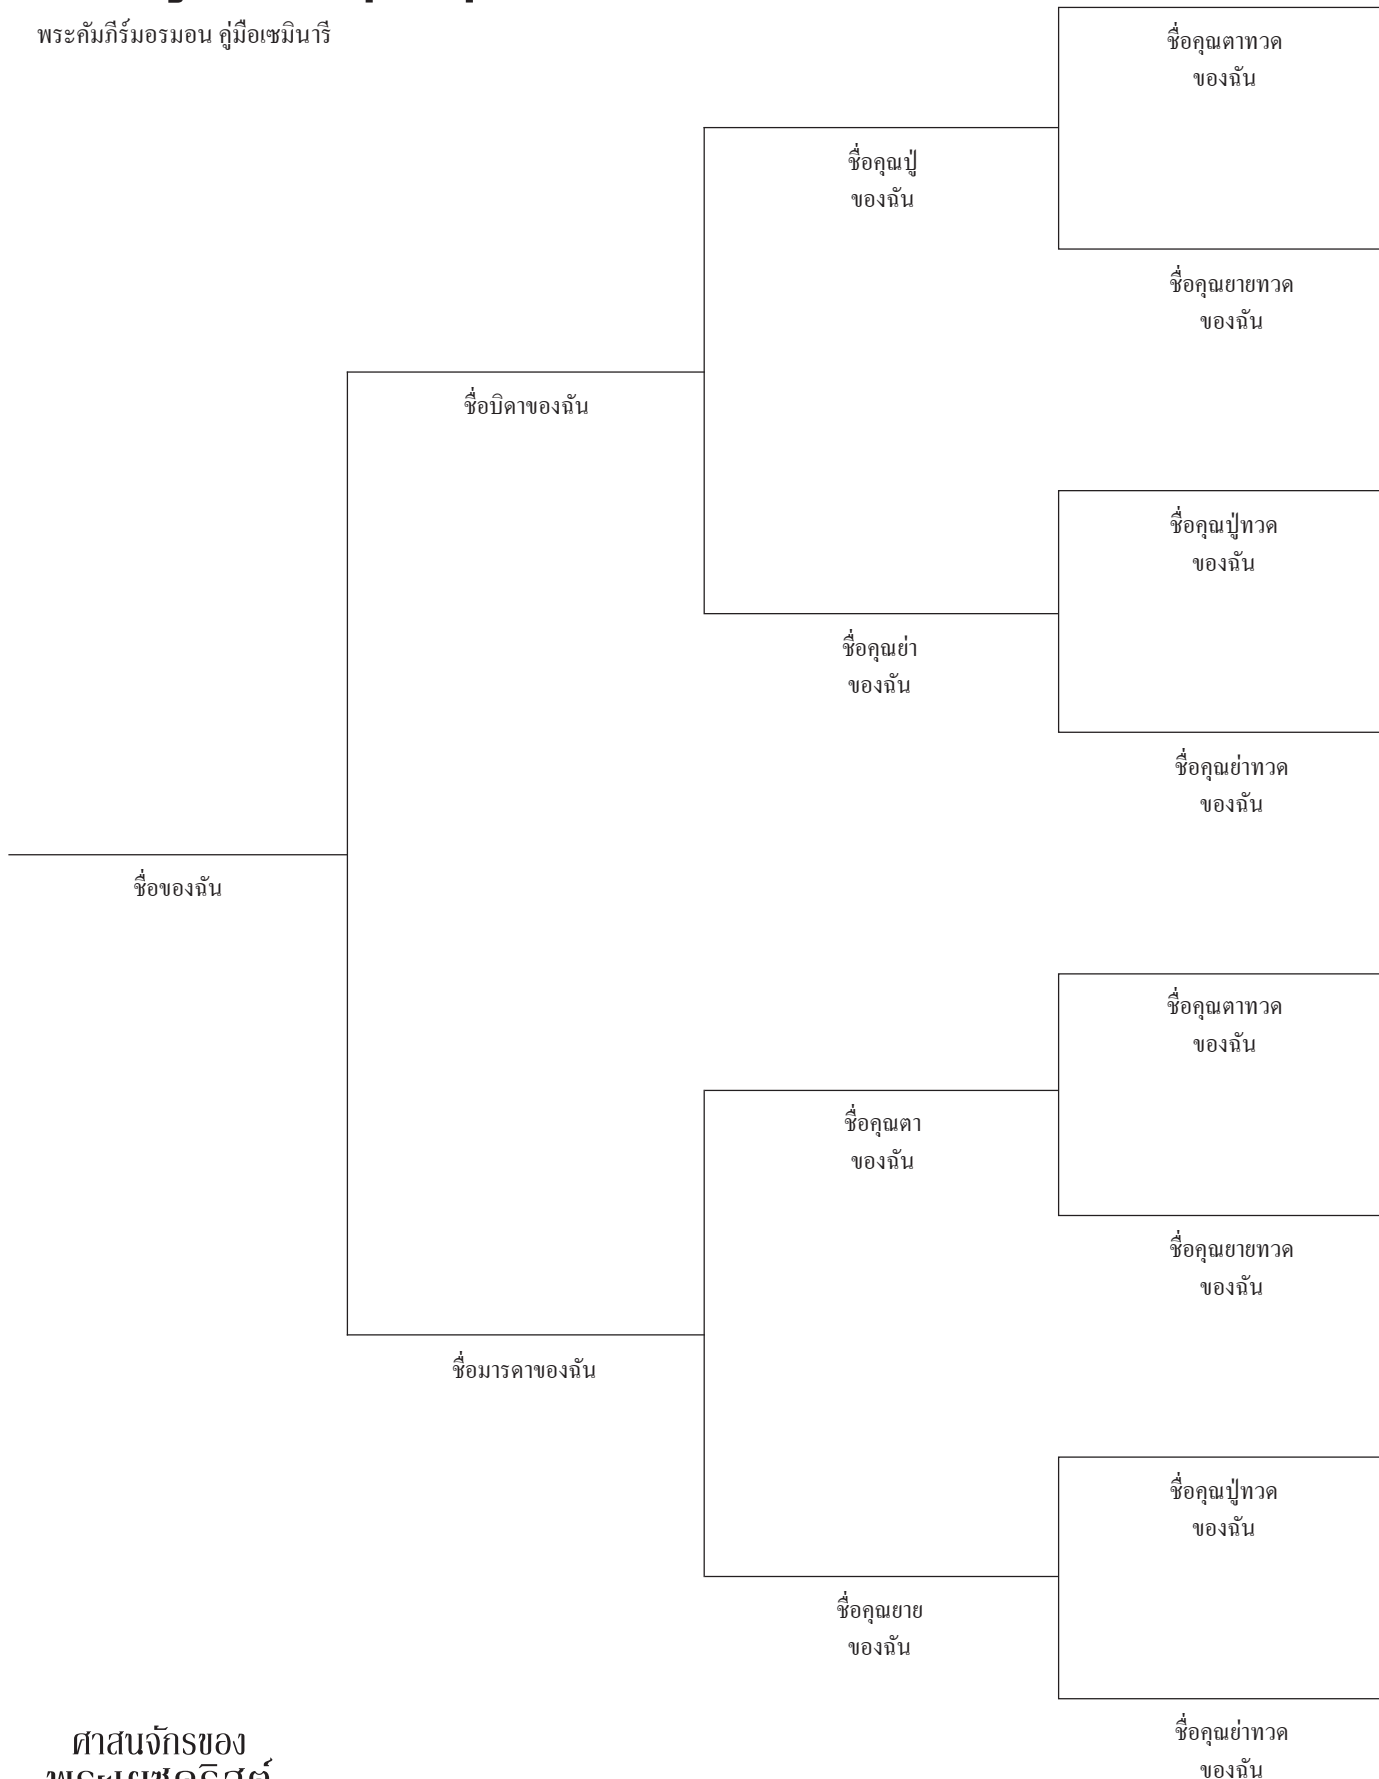 พระคัมภีร์มอรมอน คู่มือเซมินารี
ชื่อคุณตาทวด
ของฉัน
ชื่อคุณปู่
ของฉัน
ชื่อคุณยายทวด
ของฉัน
ชื่อบิดาของฉัน
ชื่อคุณปู่ทวด
ของฉัน
ชื่อคุณย่า
ของฉัน
ชื่อคุณย่าทวด
ของฉัน
ชื่อของฉัน
ชื่อคุณตาทวด
ของฉัน
ชื่อคุณตา
ของฉัน
ชื่อคุณยายทวด
ของฉัน
ชื่อมารดาของฉัน
ชื่อคุณปู่ทวด
ของฉัน
ชื่อคุณยาย
ของฉัน
ชื่อคุณย่าทวด
ของฉัน
ศาสนจักรของ
พระเยซูคริสต์